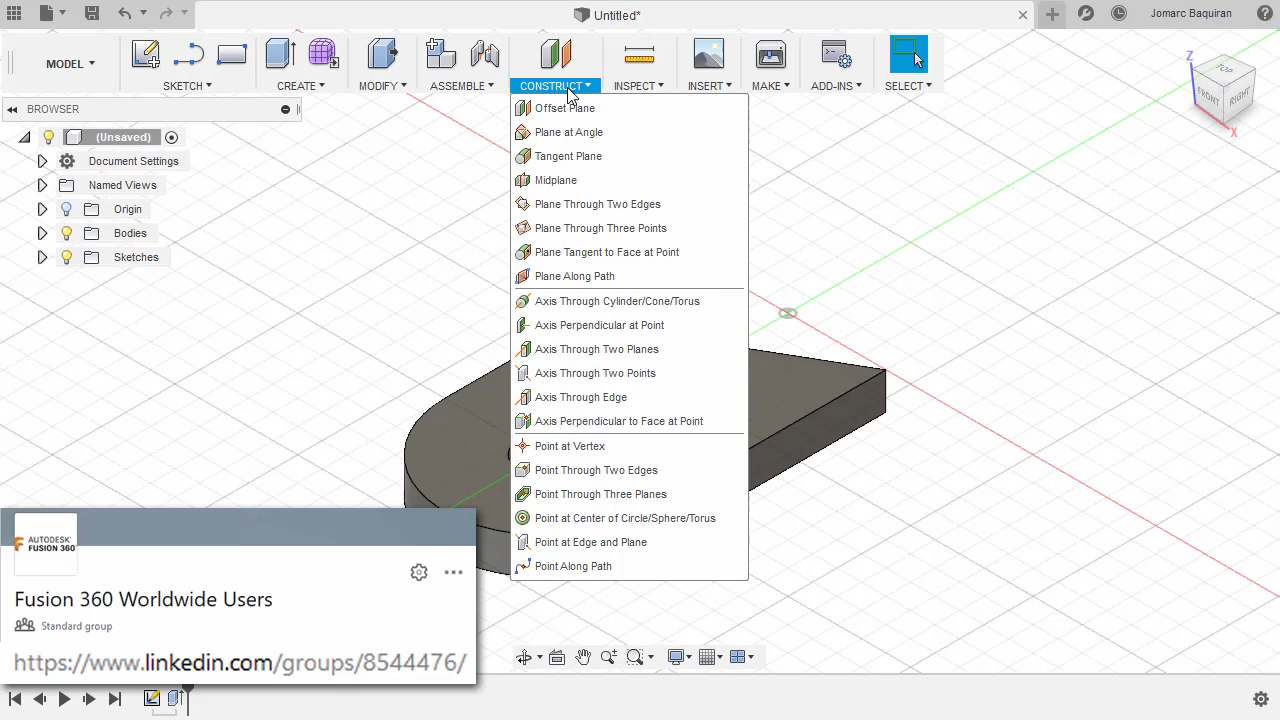 Untitled*
Jomarc Baquiran
MODEL
SKETCH
CREATE
MODIFY
ASSEMBLE
CONSTRUCT
INSPECT
INSERT
MAKE
ADD-INS
SELECT
BROWSER
(Unsaved)
Document Settings
Named Views
Origin
Bodies
Sketches
Offset Plane
Plane at Angle
Tangent Plane
Midplane
Plane Through Two Edges
Plane Through Three Points
Plane Tangent to Face at Point
Plane Along Path
Axis Through Cylinder/Cone/Torus
Axis Perpendicular at Point
Axis Through Two Planes
Axis Through Two Points
Axis Through Edge
Axis Perpendicular to Face at Point
Point at Vertex
Point Through Two Edges
Point Through Three Planes
Point at Center of Circle/Sphere/Torus
Point at Edge and Plane
Point Along Path
Z
TOP
FRONT
RIGHT
X
AUTODESK
FUSION 360
Fusion 360 Worldwide Users
Standard group
https://www.linkedin.com/groups/8544476/